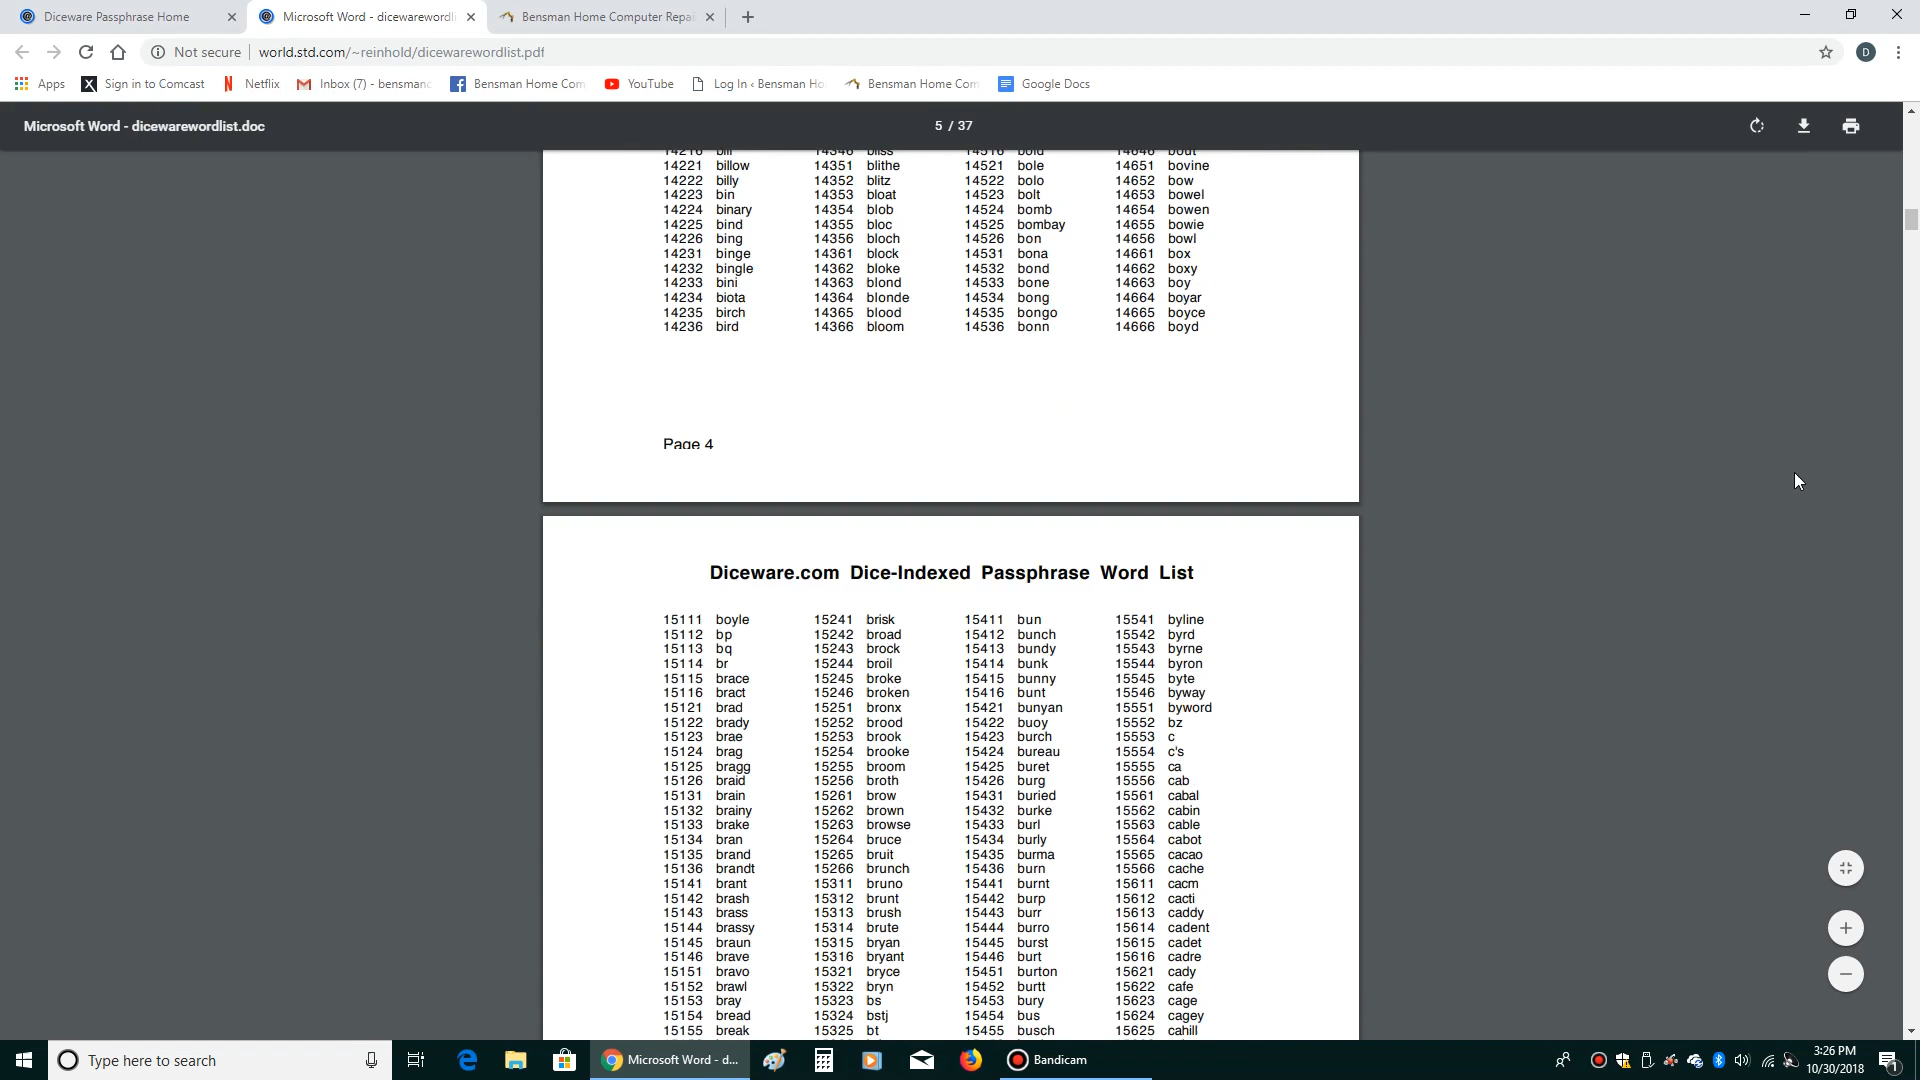 Diceware Passphrase Home
Microsoft Word - dicewarewordli
Bensman Home Computer Repai
Not secure world.std.com/~reinhold/dicewarewordlist.pdf
D
Apps Sign in to Comcast Netflix Inbox (7) - bensmanc Bensman Home Com YouTube Log In ‹ Bensman Ho Bensman Home Com Google Docs
Microsoft Word - dicewarewordlist.doc 5 / 37
14216 bill 14346 bliss 14516 bold 14646 bout
14221 billow 14351 blithe 14521 bole 14651 bovine
14222 billy 14352 blitz 14522 bolo 14652 bow
14223 bin 14353 bloat 14523 bolt 14653 bowel
14224 binary 14354 blob 14524 bomb 14654 bowen
14225 bind 14355 bloc 14525 bombay 14655 bowie
14226 bing 14356 bloch 14526 bon 14656 bowl
14231 binge 14361 block 14531 bona 14661 box
14232 bingle 14362 bloke 14532 bond 14662 boxy
14233 bini 14363 blond 14533 bone 14663 boy
14234 biota 14364 blonde 14534 bong 14664 boyar
14235 birch 14365 blood 14535 bongo 14665 boyce
14236 bird 14366 bloom 14536 bonn 14666 boyd
Page 4
Diceware.com Dice-Indexed Passphrase Word List
15111 boyle 15241 brisk 15411 bun 15541 byline
15112 bp 15242 broad 15412 bunch 15542 byrd
15113 bq 15243 brock 15413 bundy 15543 byrne
15114 br 15244 broil 15414 bunk 15544 byron
15115 brace 15245 broke 15415 bunny 15545 byte
15116 bract 15246 broken 15416 bunt 15546 byway
15121 brad 15251 bronx 15421 bunyan 15551 byword
15122 brady 15252 brood 15422 buoy 15552 bz
15123 brae 15253 brook 15423 burch 15553 c
15124 brag 15254 brooke 15424 bureau 15554 c's
15125 bragg 15255 broom 15425 buret 15555 ca
15126 braid 15256 broth 15426 burg 15556 cab
15131 brain 15261 brow 15431 buried 15561 cabal
15132 brainy 15262 brown 15432 burke 15562 cabin
15133 brake 15263 browse 15433 burl 15563 cable
15134 bran 15264 bruce 15434 burly 15564 cabot
15135 brand 15265 bruit 15435 burma 15565 cacao
15136 brandt 15266 brunch 15436 burn 15566 cache
15141 brant 15311 bruno 15441 burnt 15611 cacm
15142 brash 15312 brunt 15442 burp 15612 cacti
15143 brass 15313 brush 15443 burr 15613 caddy
15144 brassy 15314 brute 15444 burro 15614 cadent
15145 braun 15315 bryan 15445 burst 15615 cadet
15146 brave 15316 bryant 15446 burt 15616 cadre
15151 bravo 15321 bryce 15451 burton 15621 cady
15152 brawl 15322 bryn 15452 burtt 15622 cafe
15153 bray 15323 bs 15453 bury 15623 cage
15154 bread 15324 bstj 15454 bus 15624 cagey
15155 break 15325 bt 15455 busch 15625 cahill
Type here to search
Microsoft Word - d...
Bandicam
3:26 PM
10/30/2018
1